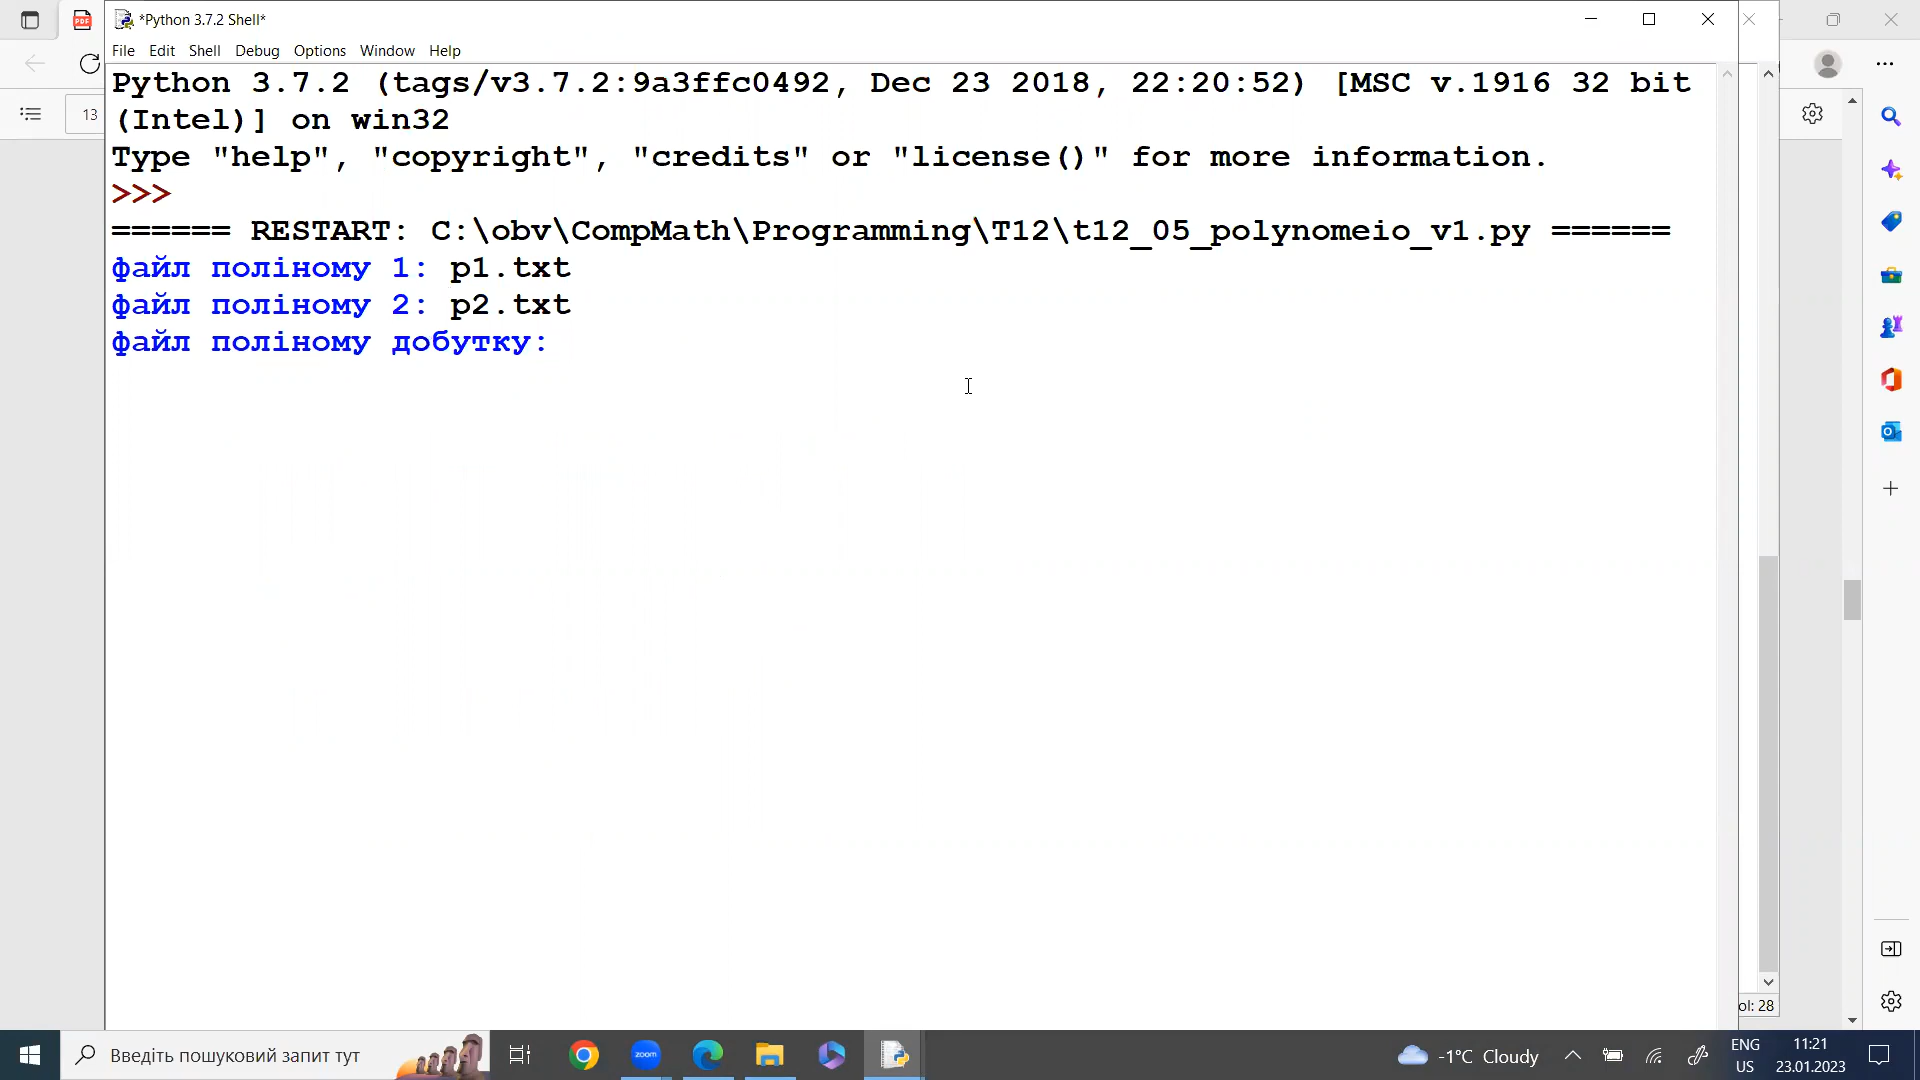 *Python 3.7.2 Shell*
File Edit Shell Debug Options Window Help
13
Python 3.7.2 (tags/v3.7.2:9a3ffc0492, Dec 23 2018, 22:20:52) [MSC v.1916 32 bit
(Intel)] on win32
Type "help", "copyright", "credits" or "license()" for more information.
>>>
====== RESTART: C:\obv\CompMath\Programming\T12\t12_05_polynomeio_v1.py ======
файл поліному 1: p1.txt
файл поліному 2: p2.txt
файл поліному добутку:
ol: 28
Введіть пошуковий запит тут
zoom
-1°C Cloudy
ENG
US
11:21
23.01.2023